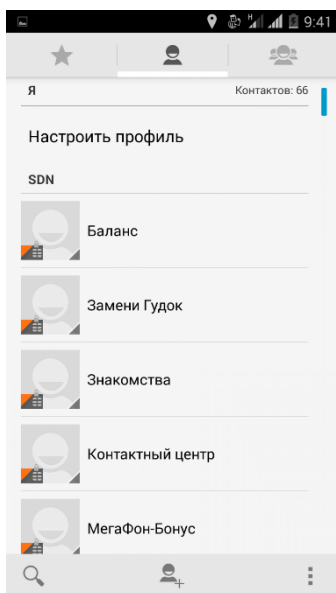 9:41
Я
Контактов: 66
Настроить профиль
SDN
Баланс
Замени Гудок
Знакомства
Контактный центр
МегаФон-Бонус